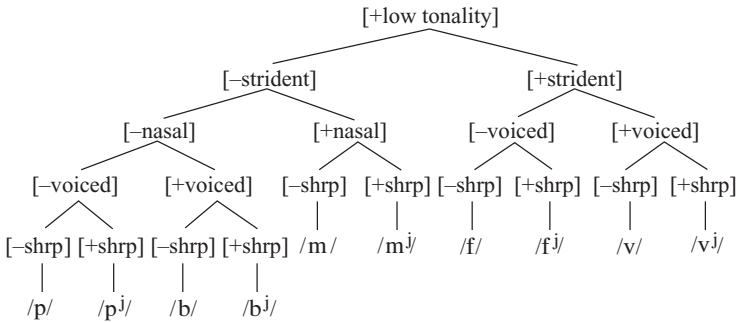 [+low tonality]
[–strident] [+strident]
[–nasal] [+nasal] [–voiced] [+voiced]
[–voiced] [+voiced] [–shrp] [+shrp] [–shrp] [+shrp] [–shrp] [+shrp]
[–shrp] [+shrp] [–shrp] [+shrp] /m/ /mʲ/ /f/ /fʲ/ /v/ /vʲ/
/p/ /pʲ/ /b/ /bʲ/